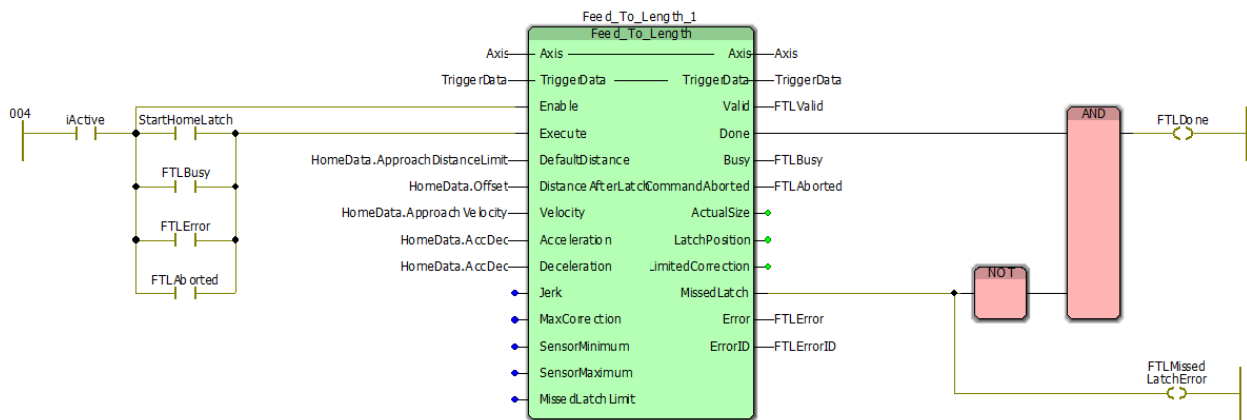 Feed_To_Length_1
Feed_To_Length
Axis Axis Axis Axis
TriggerData TriggerData TriggerData TriggerData
004 Enable Valid FTLValid AND
iActive StartHomeLatch Execute Done FTLDone
HomeData.ApproachDistanceLimit DefaultDistance Busy FTLBusy
FTLBusy
HomeData.Offset DistanceAfterLatch CommandAborted FTLAborted
HomeData.ApproachVelocity Velocity ActualSize
FTLError
HomeData.AccDec Acceleration LatchPosition
HomeData.AccDec Deceleration LimitedCorrection NOT
FTLAborted
Jerk MissedLatch
MaxCorrection Error FTLError
SensorMinimum ErrorID FTLErrorID
SensorMaximum FTLMissed
LatchError
MissedLatchLimit